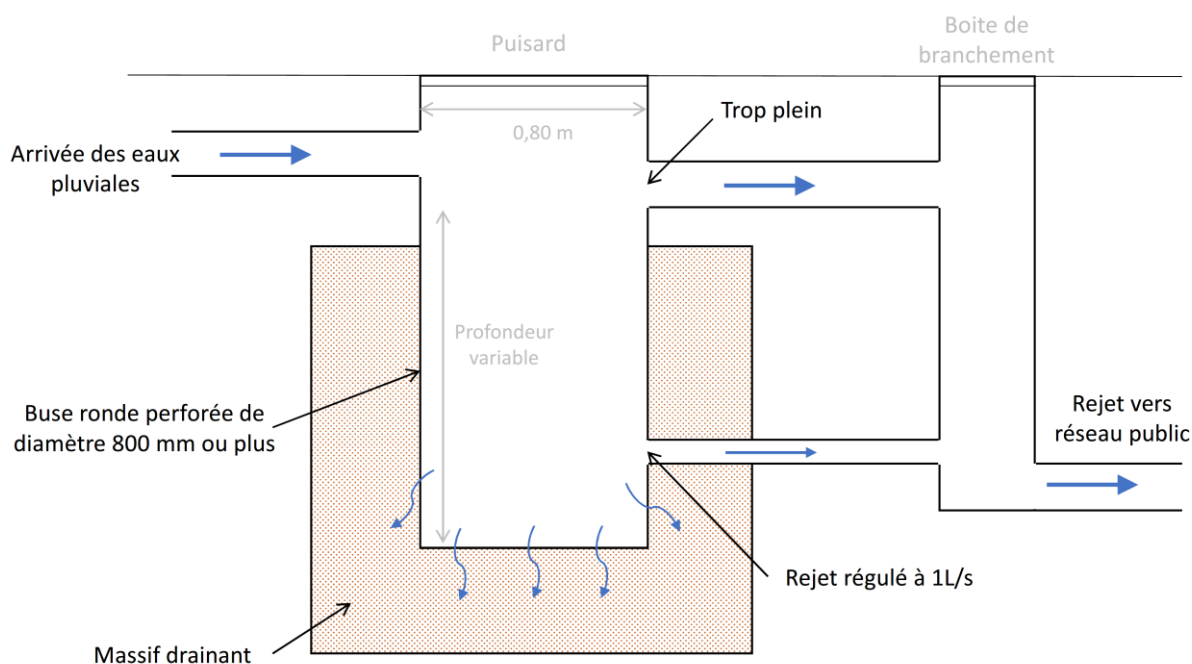 Puisard
Boite de
branchement
0,80 m
Trop plein
Arrivée des eaux
pluviales
Profondeur
variable
Buse ronde perforée de
diamètre 800 mm ou plus
Rejet vers
réseau public
Rejet régulé à 1L/s
Massif drainant